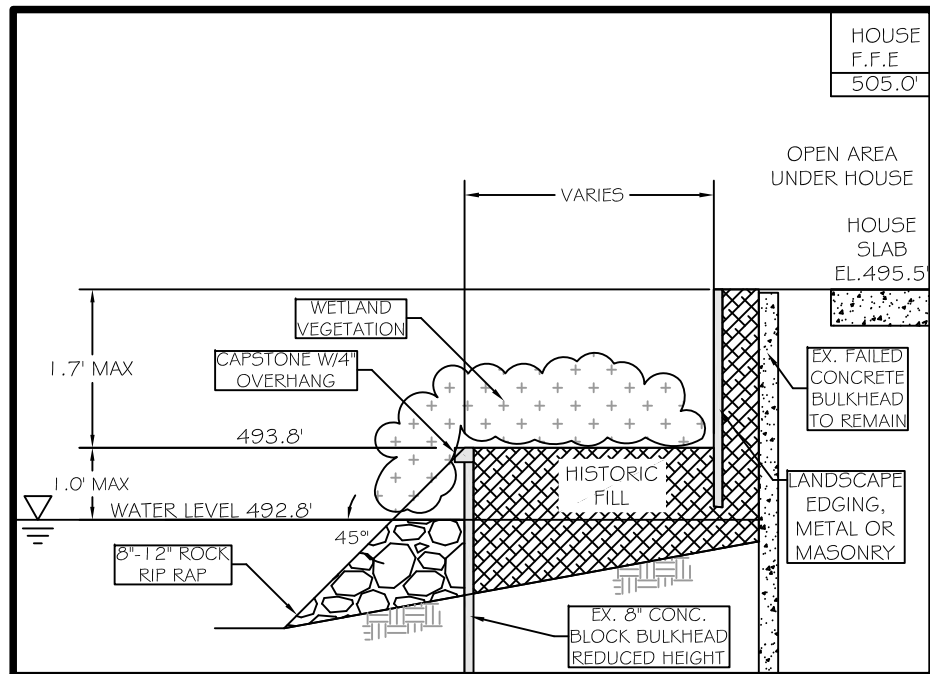 HOUSE
F.F.E
505.0'
OPEN AREA
UNDER HOUSE
VARIES
HOUSE
SLAB
EL.495.5'
WETLAND
VEGETATION
CAPSTONE W/4"
OVERHANG
1.7' MAX
EX. FAILED
CONCRETE
BULKHEAD
TO REMAIN
493.8'
HISTORIC
FILL
1.0' MAX
WATER LEVEL 492.8'
LANDSCAPE
EDGING,
METAL OR
MASONRY
45°
8"-12" ROCK
RIP RAP
EX. 8" CONC.
BLOCK BULKHEAD
REDUCED HEIGHT